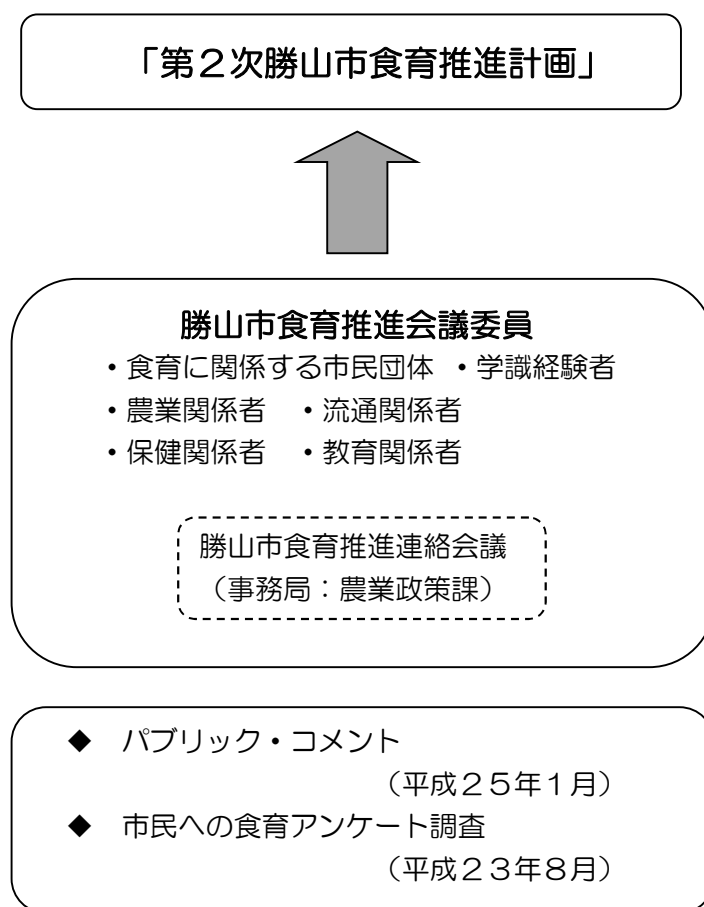 「第２次勝山市食育推進計画」
勝山市食育推進会議委員
・食育に関係する市民団体 ・学識経験者
・農業関係者 ・流通関係者
・保健関係者 ・教育関係者
勝山市食育推進連絡会議
（事務局：農業政策課）
◆ パブリック・コメント
（平成２５年１月）
◆ 市民への食育アンケート調査
（平成２３年８月）